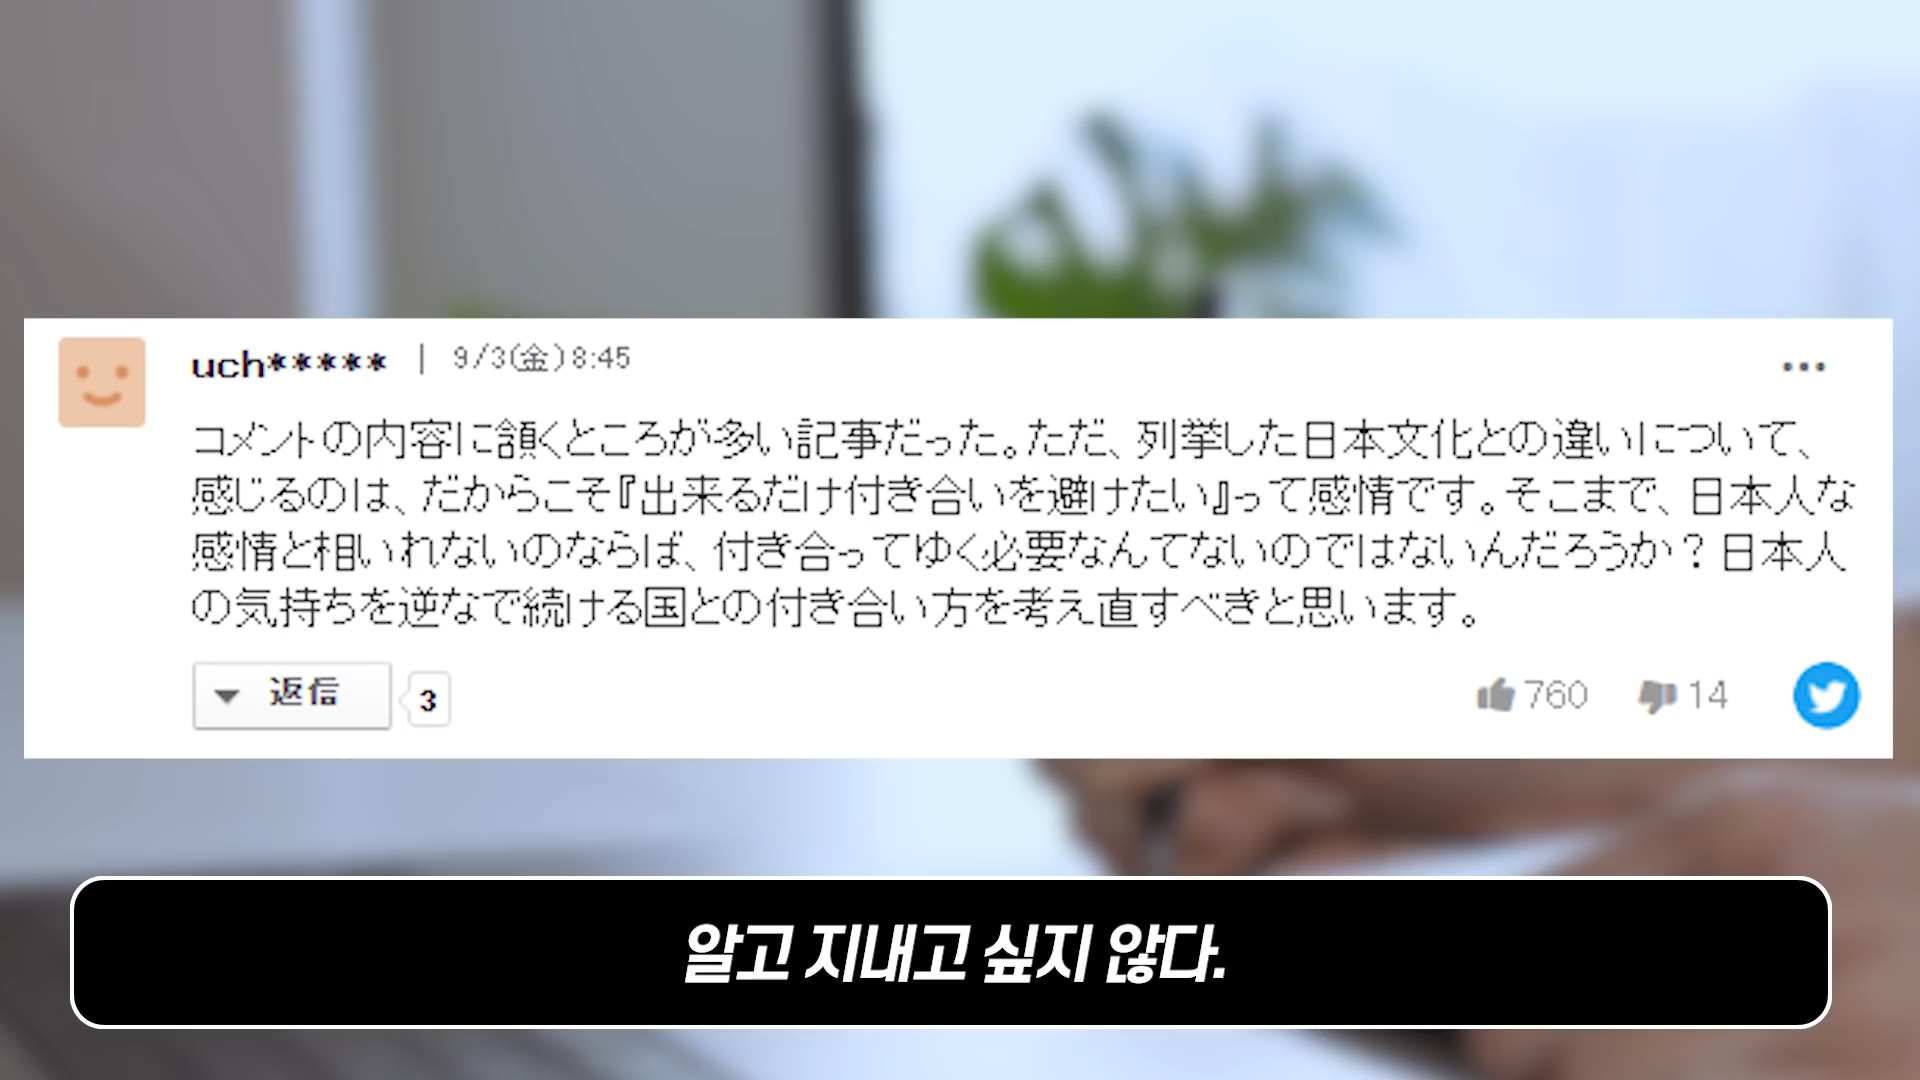 uch***** | 9/3(金) 8:45
コメントの内容に頷くところが多い記事だった。ただ、列挙した日本文化との違いについて、
感じるのは、だからこそ『出来るだけ付き合いを避けたい』って感情です。そこまで、日本人な
感情と相いれないのならば、付き合ってゆく必要なんてないのではないんだろうか？日本人
の気持ちを逆なで続ける国との付き合い方を考え直すべきと思います。
返信 3
760 14
알고 지내고 싶지 않다.